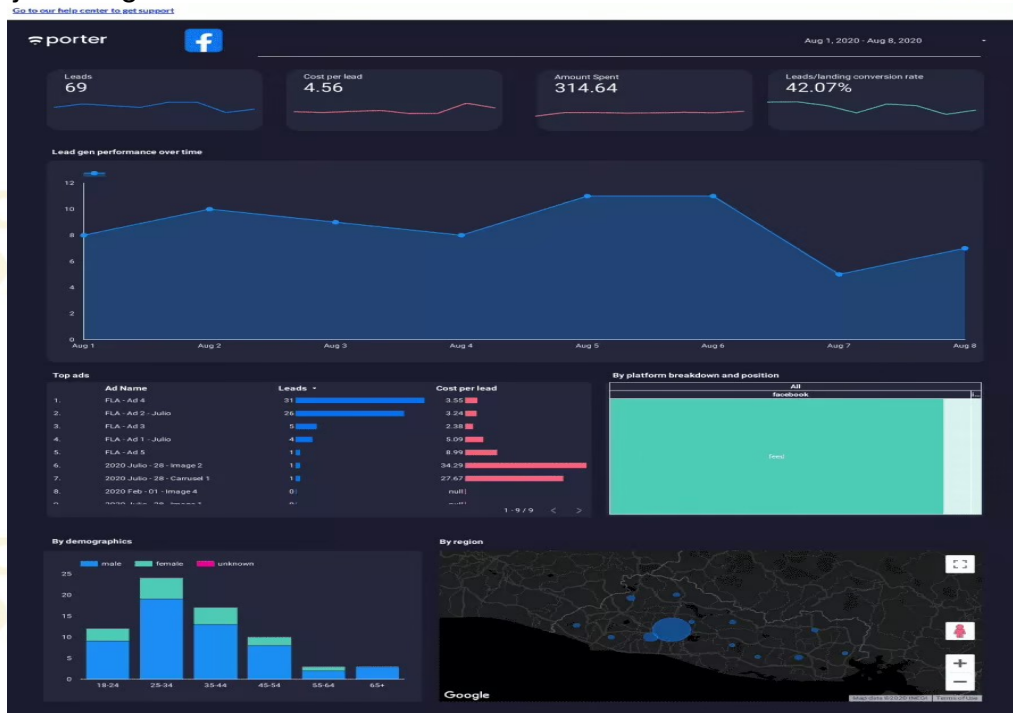 Go to our help center to get support
porter
Aug 1, 2020 - Aug 8, 2020
Leads
69
Cost per lead
4.56
Amount Spent
314.64
Leads/landing conversion rate
42.07%
Lead gen performance over time
12
10
8
6
4
2
0
Aug 1 Aug 2 Aug 3 Aug 4 Aug 5 Aug 6 Aug 7 Aug 8
Top ads
Ad Name Leads Cost per lead
1. FLA - Ad 4 31 3.55
2. FLA - Ad 2 - Julio 26 3.24
3. FLA - Ad 3 5 2.38
4. FLA - Ad 1 - Julio 4 5.09
5. FLA - Ad 5 1 8.99
6. 2020 Julio - 28 - Image 2 1 34.29
7. 2020 Julio - 28 - Carrusel 1 1 27.67
8. 2020 Feb - 01 - Image 4 0 null
1 - 9 / 9 < >
By platform breakdown and position
All
facebook
i...
feed
By demographics
male female unknown
25
20
15
10
5
0
18-24 25-34 35-44 45-54 55-64 65+
By region
Google
Map data ©2020 INEGI Terms of Use